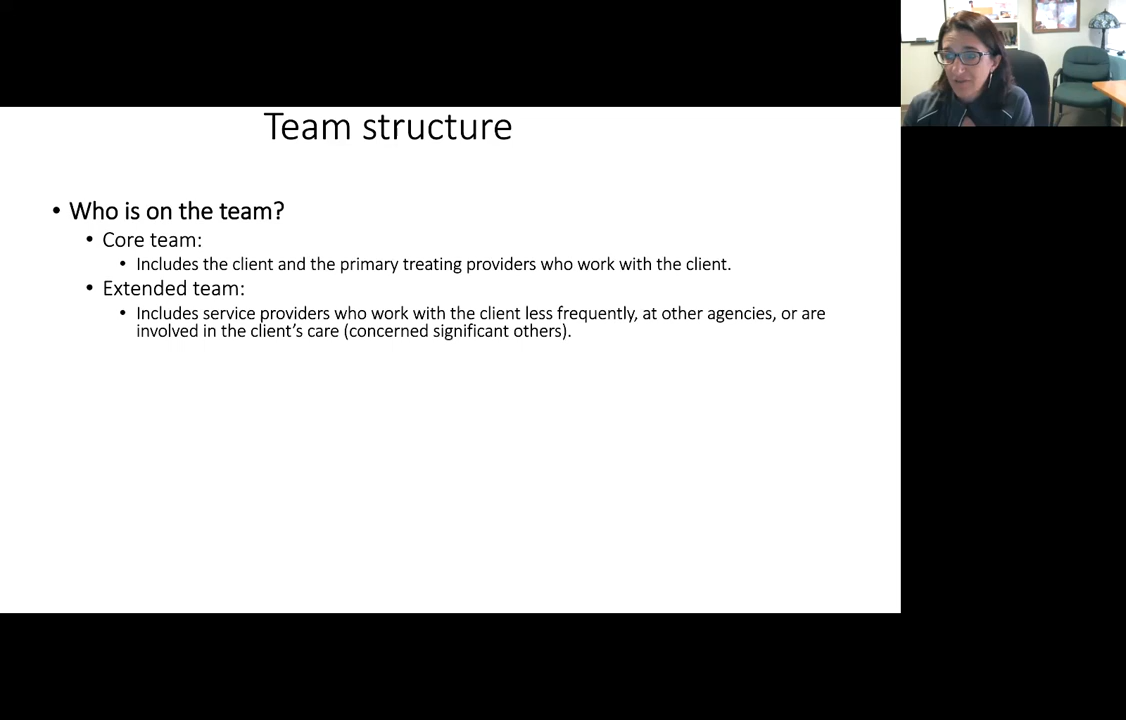 Team structure
• Who is on the team?
• Core team:
• Includes the client and the primary treating providers who work with the client.
• Extended team:
• Includes service providers who work with the client less frequently, at other agencies, or are
involved in the client’s care (concerned significant others).